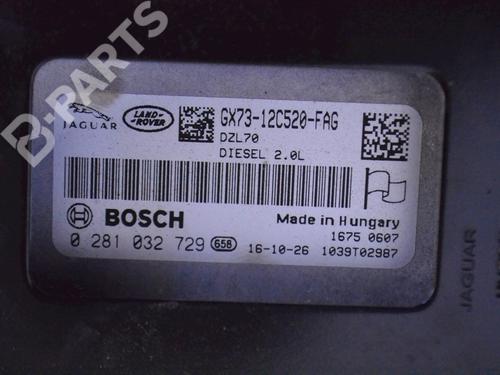 B-PARTS
JAGUAR
LAND ROVER
GX73-12C520-FAG
DZL70
DIESEL 2.0L
BOSCH
Made in Hungary
0 281 032 729 658
1675 0607
16-10-26 1039T02987
JAGUAR